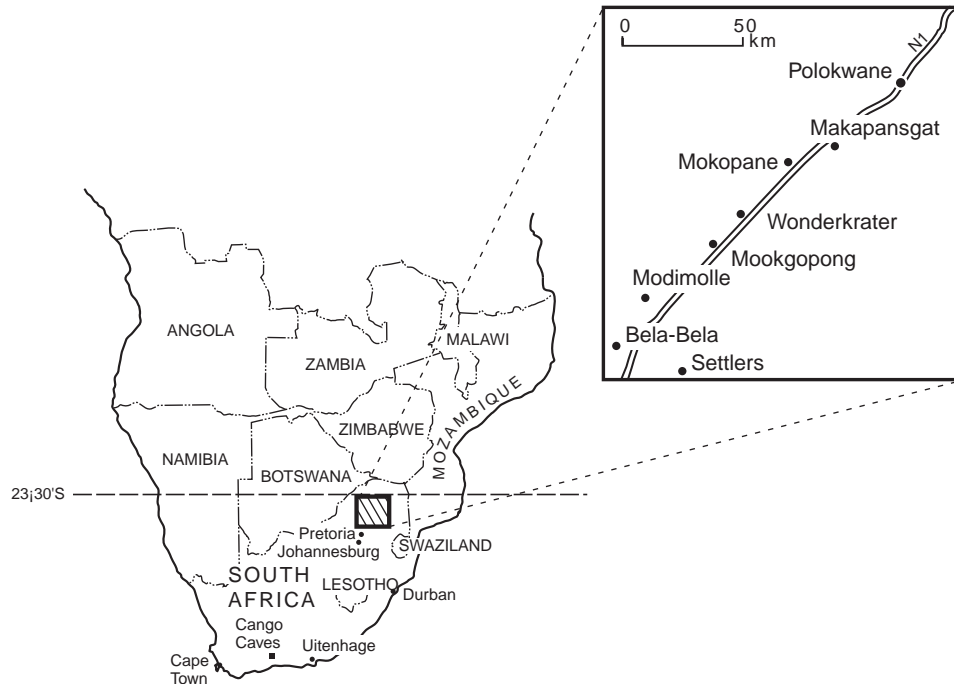 0 50
km
N1
Polokwane
Makapansgat
Mokopane
Wonderkrater
Mookgopong
Modimolle
Bela-Bela
Settlers
ANGOLA
ZAMBIA
MALAWI
MOZAMBIQUE
ZIMBABWE
NAMIBIA
BOTSWANA
23¡30'S
Pretoria
Johannesburg
SWAZILAND
SOUTH
AFRICA
LESOTHO
Durban
Cango
Caves
Uitenhage
Cape
Town